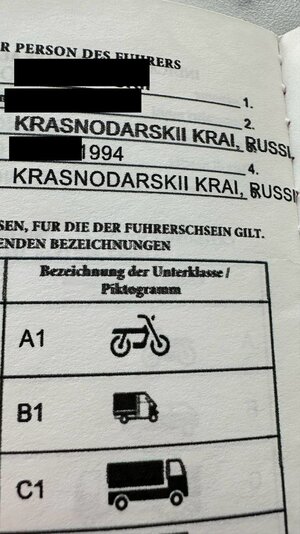 R PERSON DES FUHRERS
1.
2.
KRASNODARSKII KRAI, RUSSI
1994
4.
KRASNODARSKII KRAI, RUSSI
SEN, FUR DIE DER FUHRERSCHSEIN GILT.
ENDEN BEZEICHNUNGEN
Bezeichnung der Unterklasse /
Piktogramm
A1
B1
C1